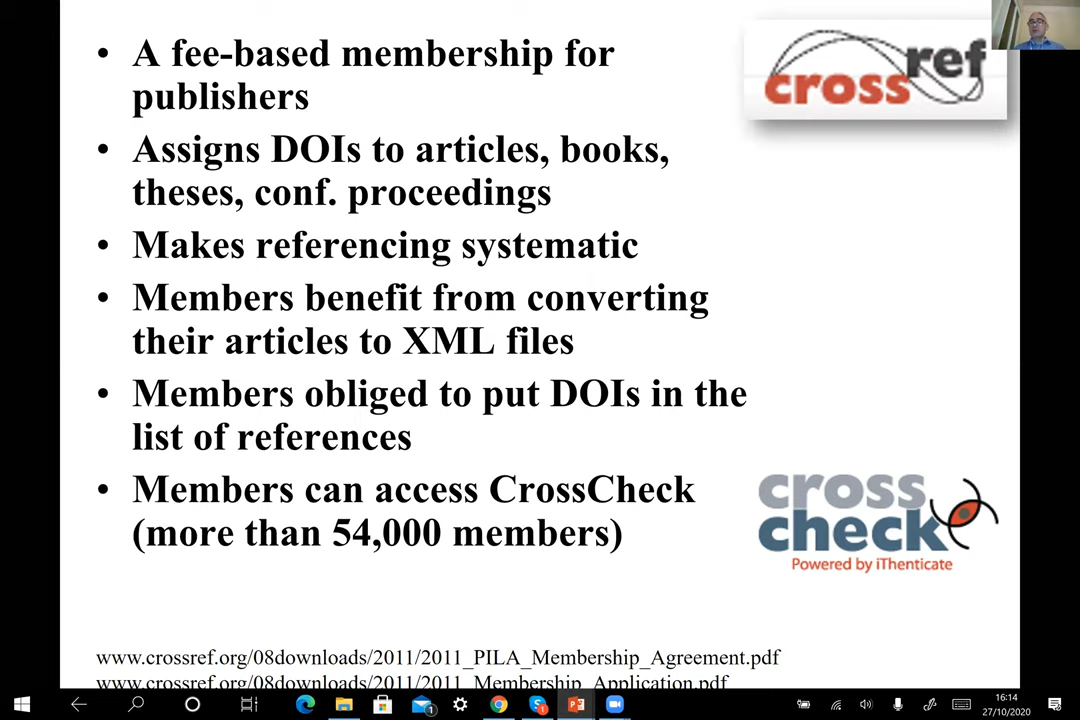 • A fee-based membership for
publishers
• Assigns DOIs to articles, books,
theses, conf. proceedings
• Makes referencing systematic
• Members benefit from converting
their articles to XML files
• Members obliged to put DOIs in the
list of references
• Members can access CrossCheck
(more than 54,000 members)
crossref
cross
check
Powered by iThenticate
www.crossref.org/08downloads/2011/2011_PILA_Membership_Agreement.pdf
www.crossref.org/08downloads/2011/2011_Membership_Application.pdf
16:14
27/10/2020